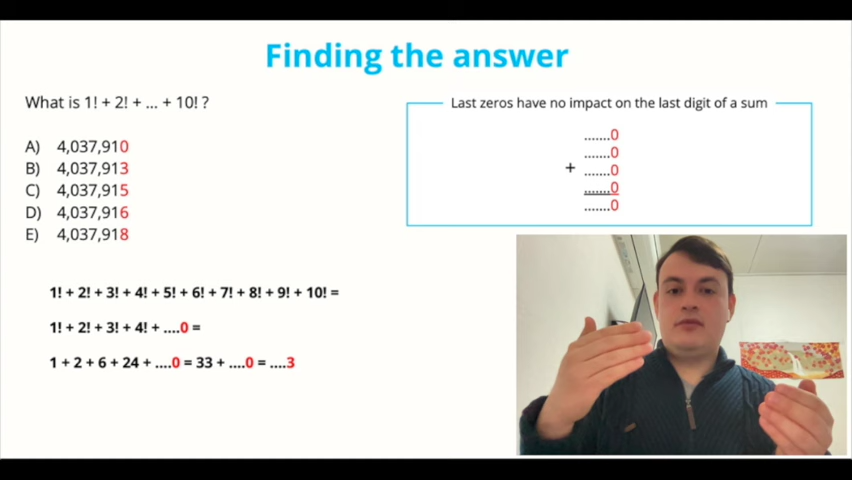 Finding the answer
What is 1! + 2! + ... + 10! ?
A) 4,037,910
B) 4,037,913
C) 4,037,915
D) 4,037,916
E) 4,037,918
1! + 2! + 3! + 4! + 5! + 6! + 7! + 8! + 9! + 10! =
1! + 2! + 3! + 4! + ....0 =
1 + 2 + 6 + 24 + ....0 = 33 + ....0 = ....3
Last zeros have no impact on the last digit of a sum
.......0
.......0
+ .......0
.......0
.......0